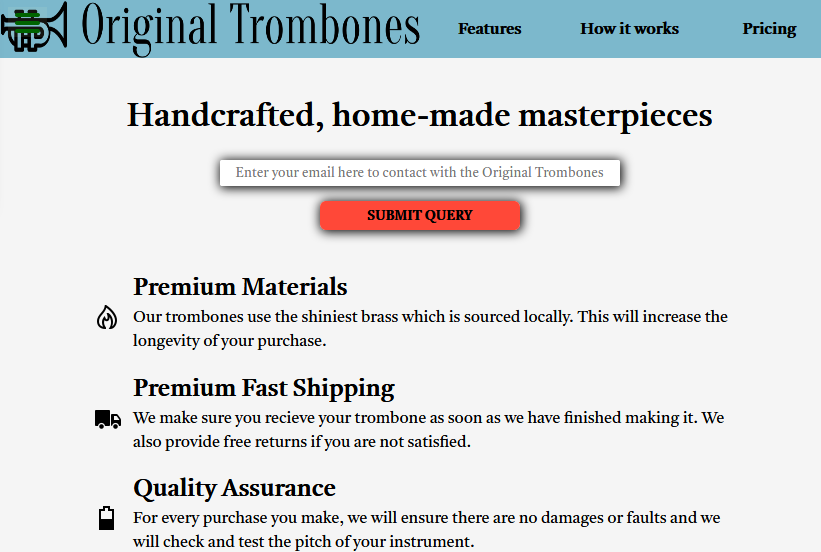 Original Trombones
Features
How it works
Pricing
Handcrafted, home-made masterpieces
Enter your email here to contact with the Original Trombones
SUBMIT QUERY
Premium Materials
Our trombones use the shiniest brass which is sourced locally. This will increase the
longevity of your purchase.
Premium Fast Shipping
We make sure you recieve your trombone as soon as we have finished making it. We
also provide free returns if you are not satisfied.
Quality Assurance
For every purchase you make, we will ensure there are no damages or faults and we
will check and test the pitch of your instrument.